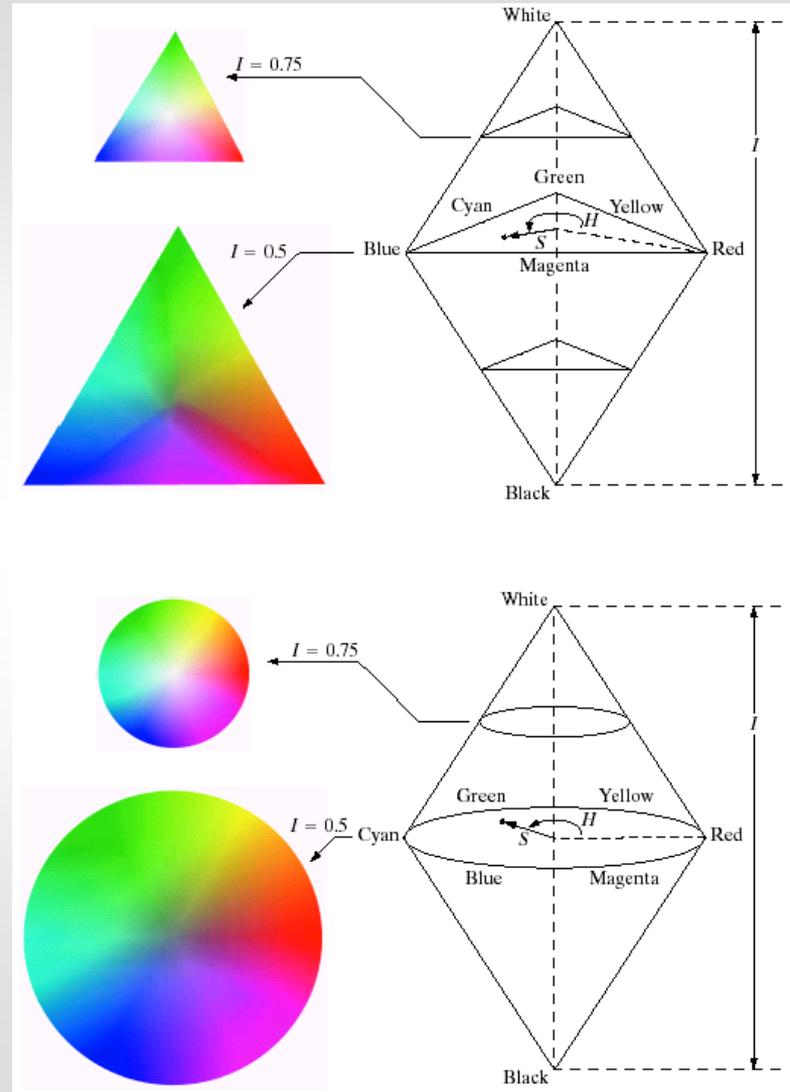 White
I = 0.75
I
Green
Cyan
Yellow
H
S
I = 0.5
Blue
Red
Magenta
Black
White
I = 0.75
I
Green
Yellow
I = 0.5
Cyan
H
S
Red
Blue
Magenta
Black